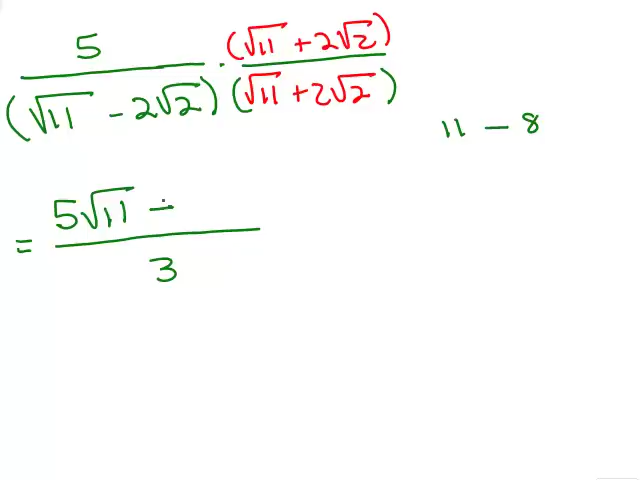 5/(√11 - 2√2) · (√11 + 2√2)/(√11 + 2√2)
11 - 8
= (5√11 -)/3